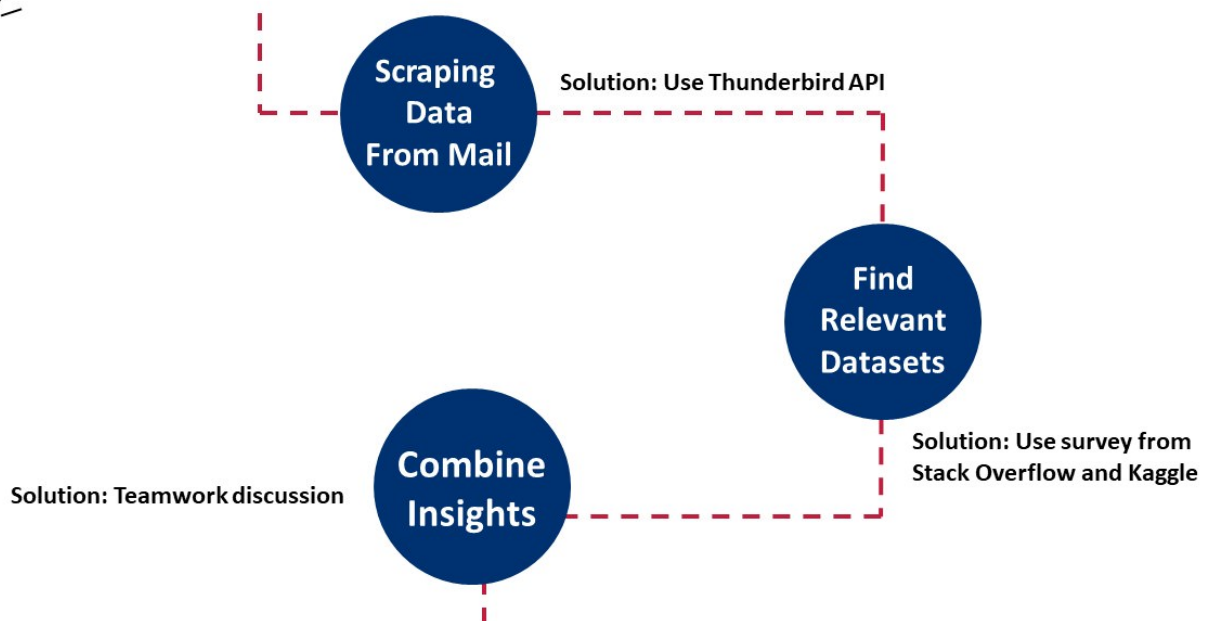 Scraping
Data
From Mail
Solution: Use Thunderbird API
Find
Relevant
Datasets
Solution: Use survey from
Stack Overflow and Kaggle
Combine
Insights
Solution: Teamwork discussion